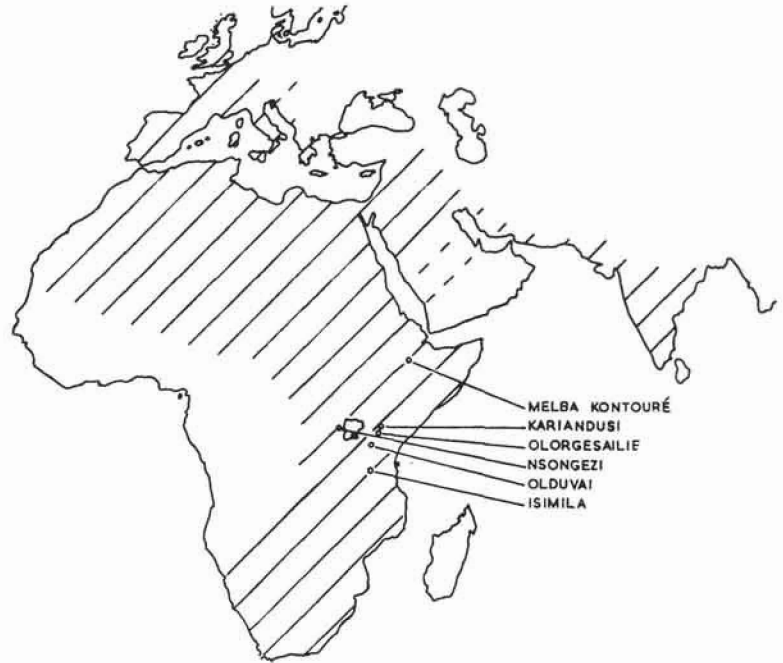 MELBA KONTOURÉ
KARIANDUSI
OLORGESAILIE
NSONGEZI
OLDUVAI
ISIMILA